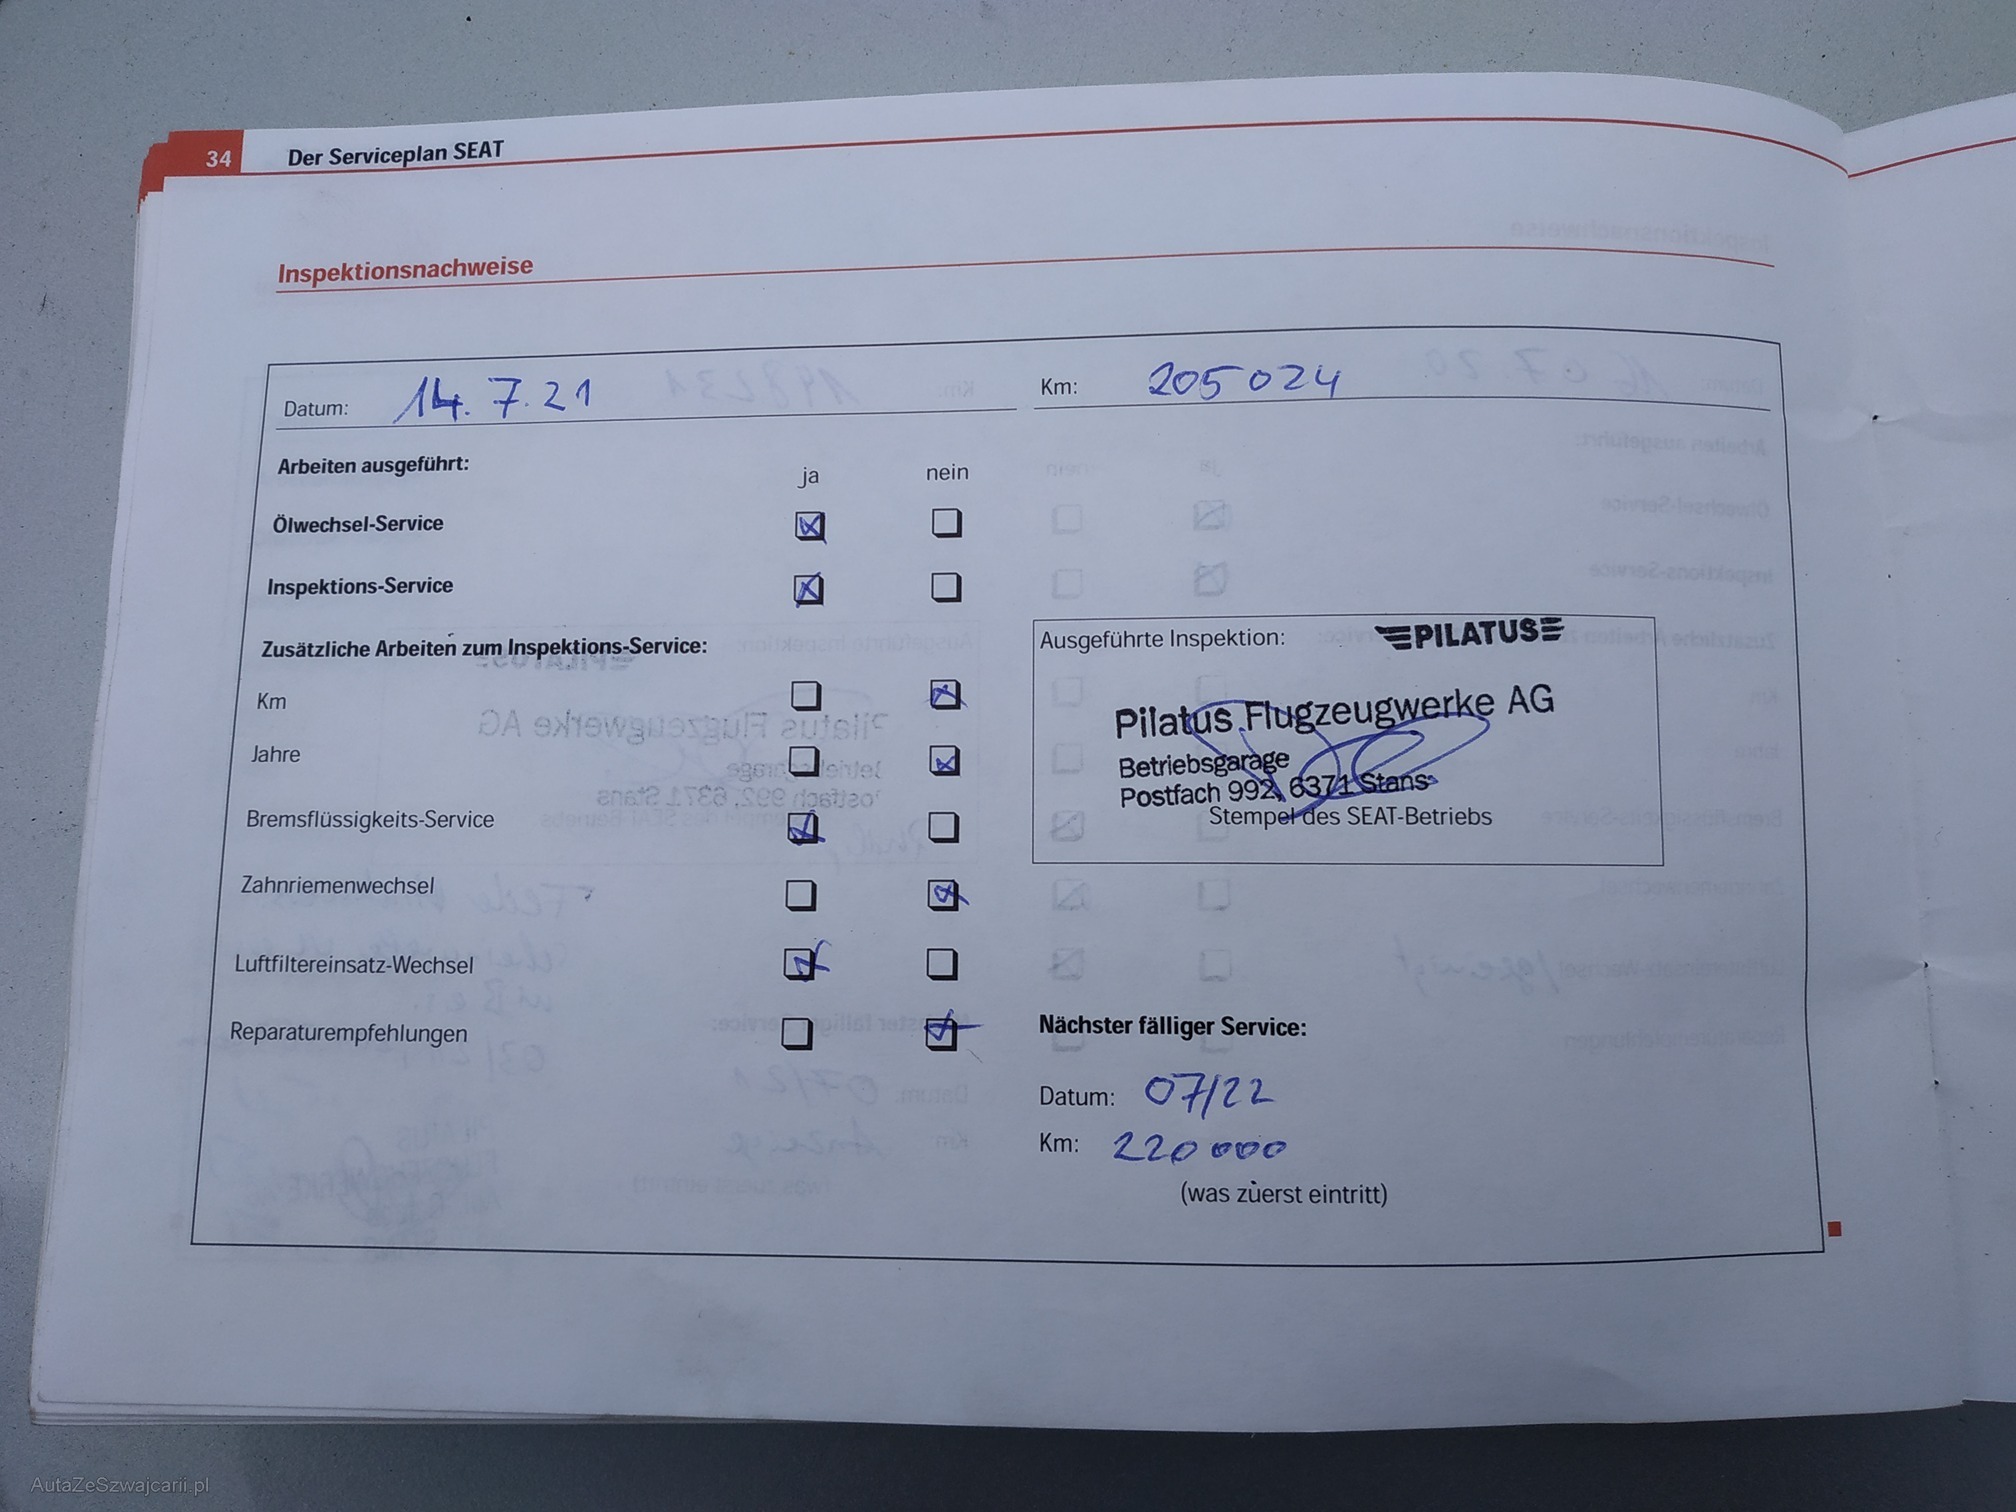 34 Der Serviceplan SEAT
Inspektionsnachweise
Datum: 14.7.21 Km: 205024
Arbeiten ausgeführt: ja nein
Ölwechsel-Service
Inspektions-Service
Zusätzliche Arbeiten zum Inspektions-Service:
Km
Jahre
Bremsflüssigkeits-Service
Zahnriemenwechsel
Luftfiltereinsatz-Wechsel
Reparaturempfehlungen
Ausgeführte Inspektion: PILATUS
Pilatus Flugzeugwerke AG
Betriebsgarage
Postfach 992, 6371 Stans
Stempel des SEAT-Betriebs
Nächster fälliger Service:
Datum: 07/22
Km: 220000
(was zuerst eintritt)
AutaZeSzwajcarii.pl